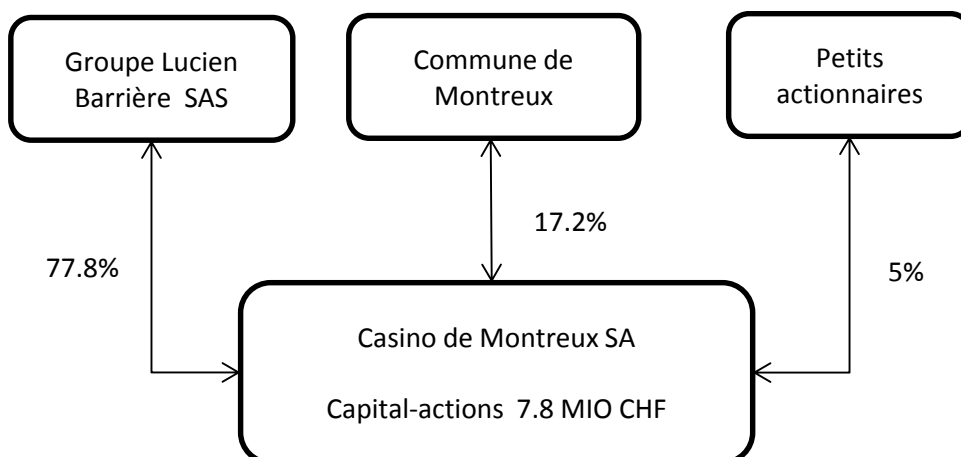 Groupe Lucien
Barrière SAS
Commune de
Montreux
Petits
actionnaires
77.8%
17.2%
5%
Casino de Montreux SA
Capital-actions 7.8 MIO CHF